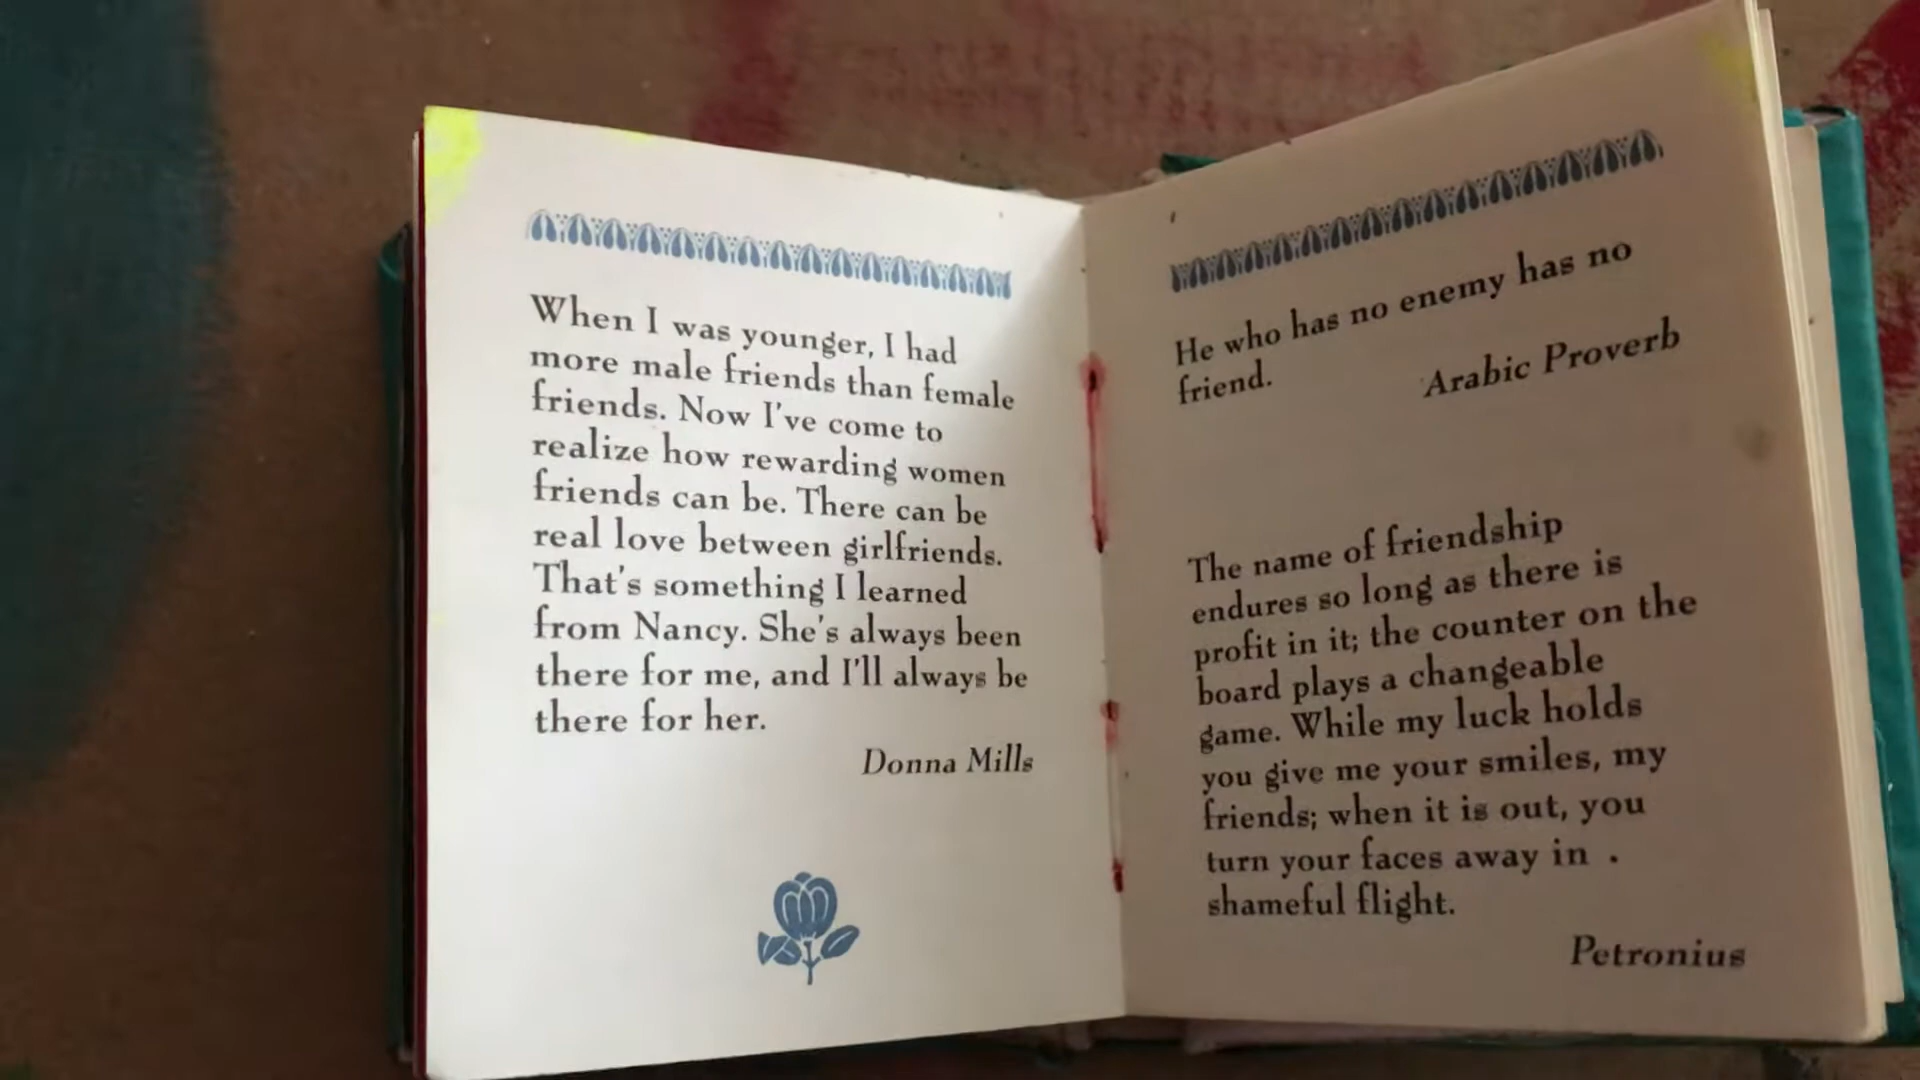 When I was younger, I had
more male friends than female
friends. Now I've come to
realize how rewarding women
friends can be. There can be
real love between girlfriends.
That's something I learned
from Nancy. She's always been
there for me, and I'll always be
there for her.
Donna Mills
He who has no enemy has no
friend.
Arabic Proverb
The name of friendship
endures so long as there is
profit in it; the counter on the
board plays a changeable
game. While my luck holds
you give me your smiles, my
friends; when it is out, you
turn your faces away in
shameful flight.
Petronius